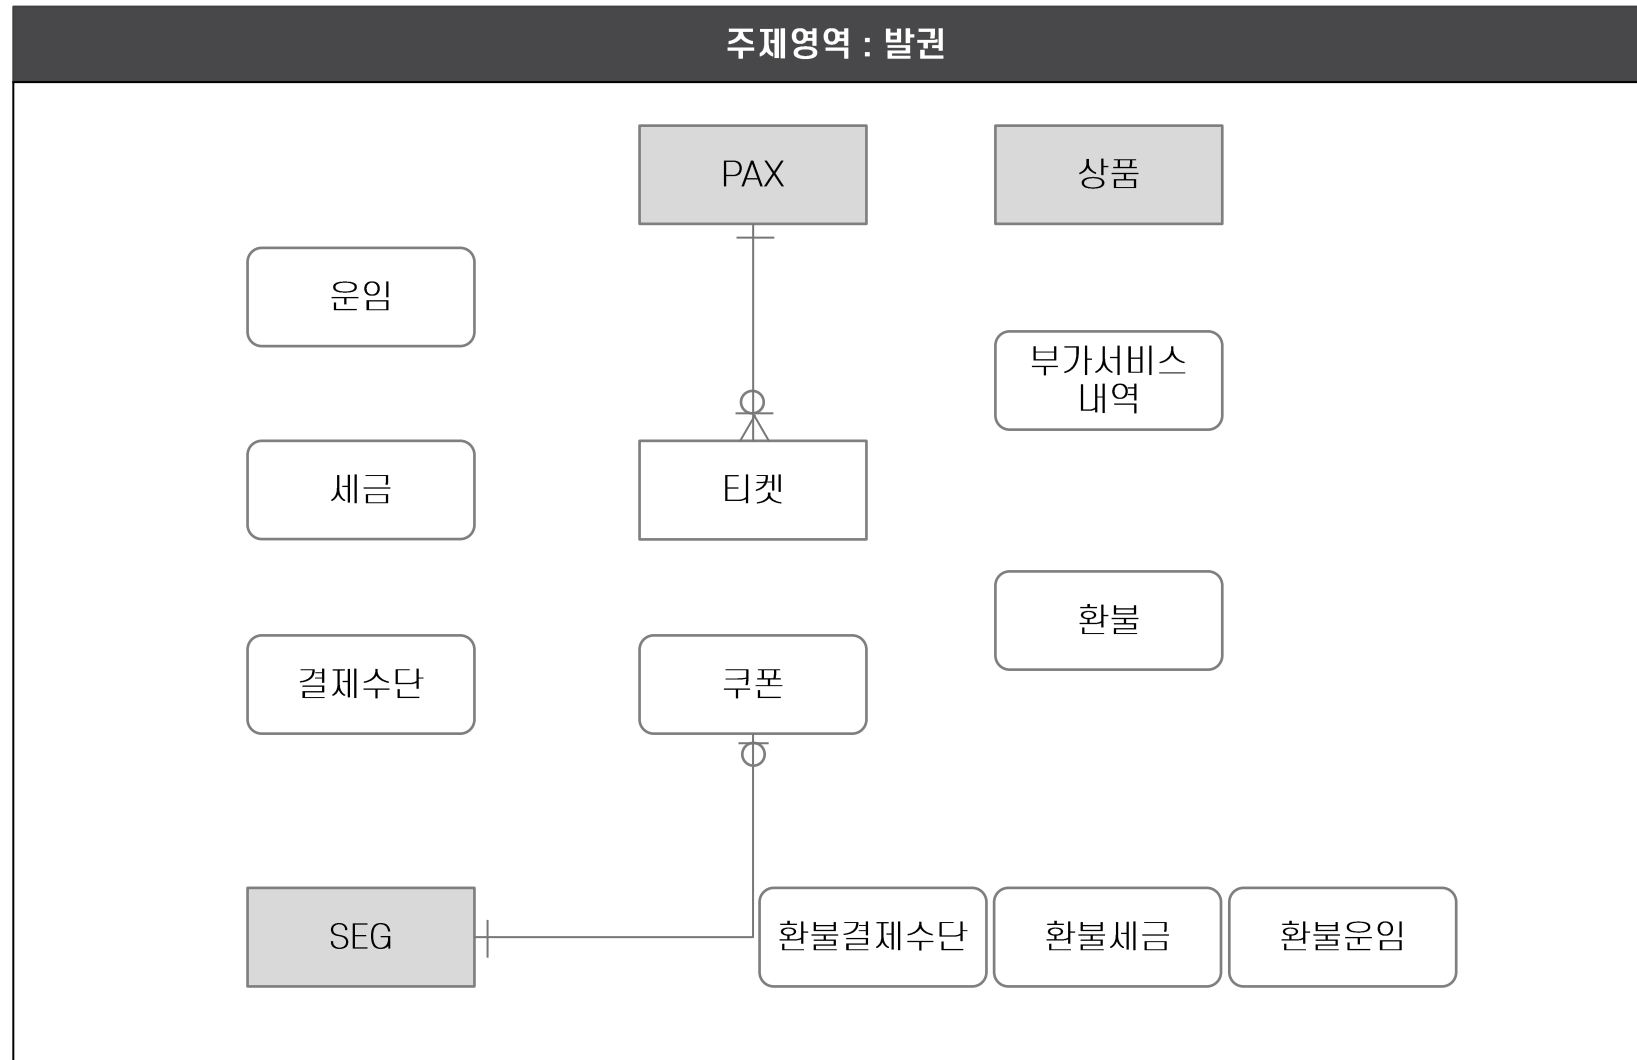 주제영역 : 발권
PAX
상품
운임
부가서비스
내역
세금
티켓
환불
결제수단
쿠폰
SEG
환불결제수단
환불세금
환불운임